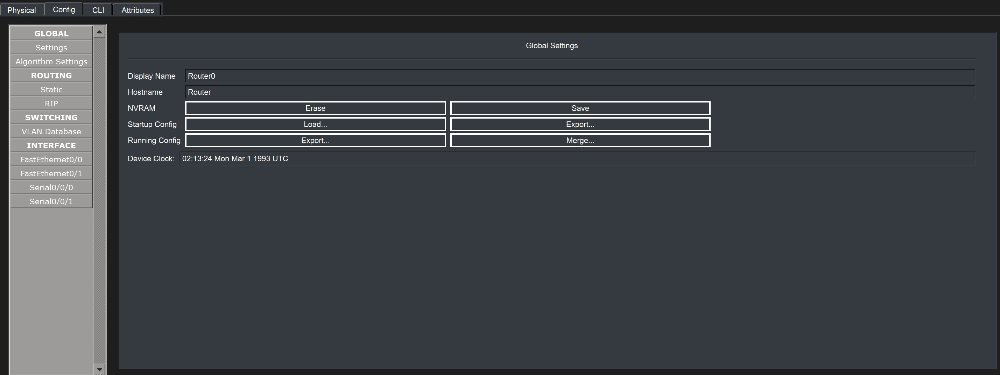 Physical Config CLI Attributes
GLOBAL
Settings
Algorithm Settings
ROUTING
Static
RIP
SWITCHING
VLAN Database
INTERFACE
FastEthernet0/0
FastEthernet0/1
Serial0/0/0
Serial0/0/1
Global Settings
Display Name Router0
Hostname Router
NVRAM Erase Save
Startup Config Load... Export...
Running Config Export... Merge...
Device Clock: 02:13:24 Mon Mar 1 1993 UTC